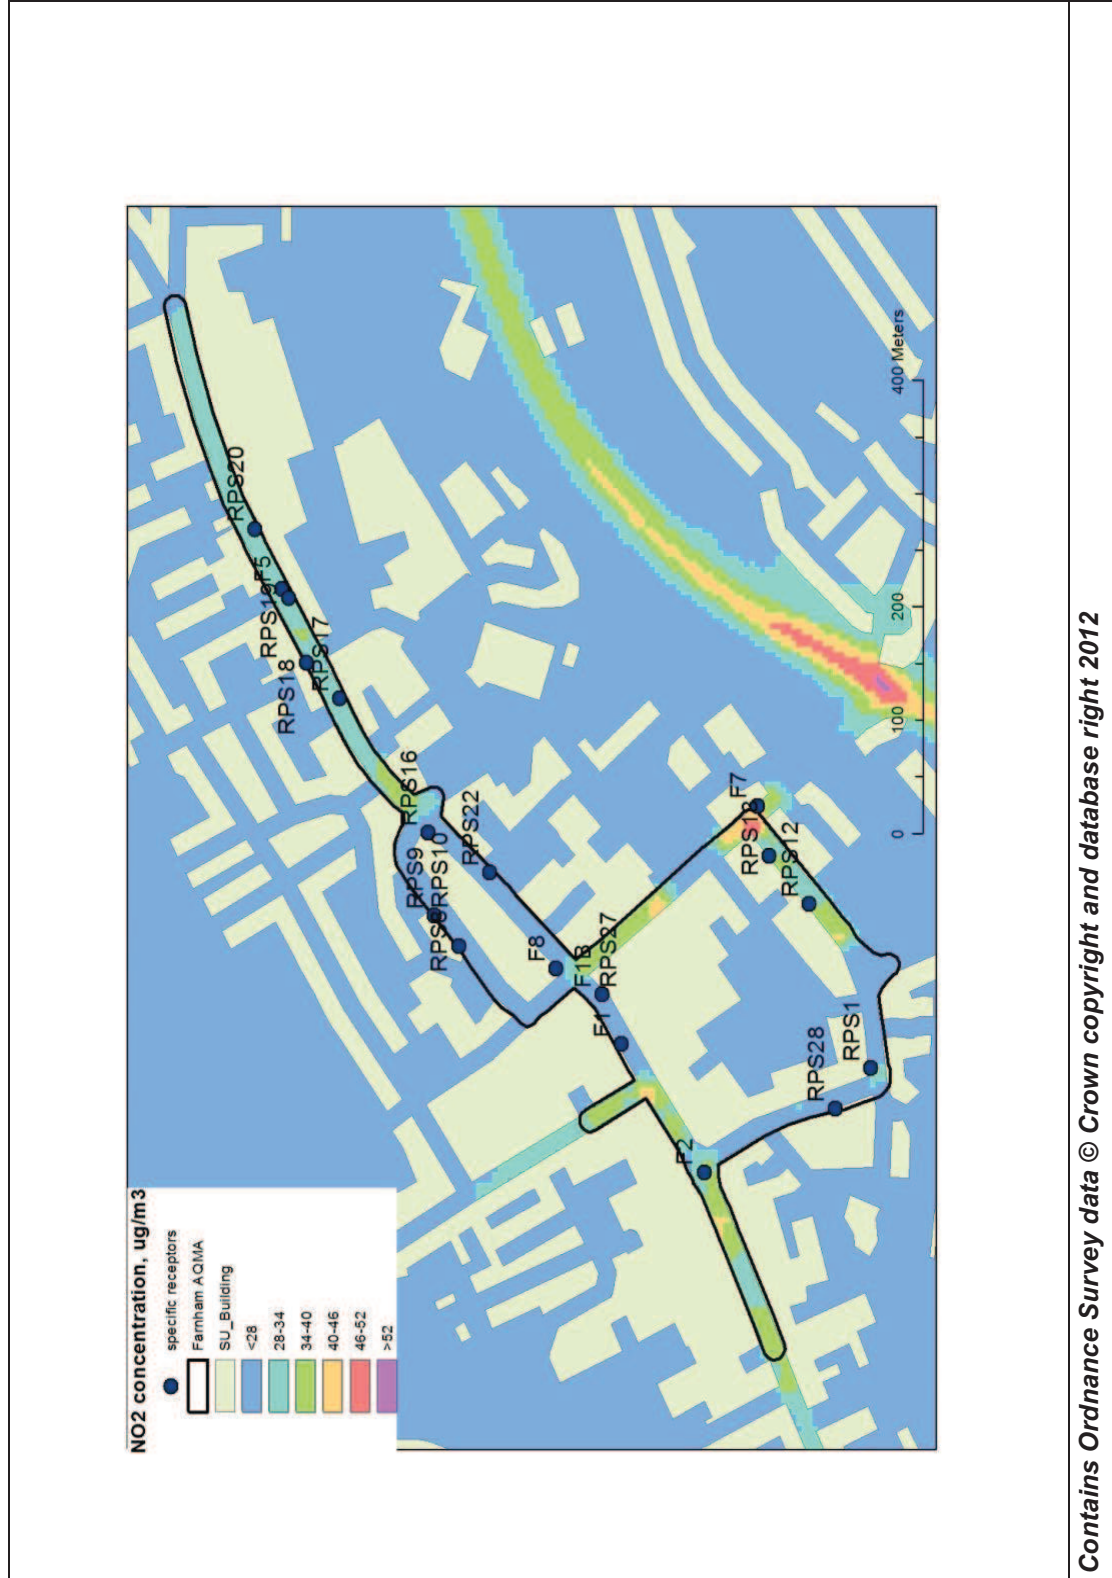 NO2 concentration, ug/m3
specific receptors
Farnham AQMA
SU_Building
<28
28-34
34-40
40-46
46-52
>52
RPS20
F5
RPS19
RPS18
RPS17
RPS16
RPS9
RPS10
RPS22
F8
F1B
RPS27
F1
F2
F7
RPS12
RPS28
RPS1
0
100
200
400 Meters
Contains Ordnance Survey data © Crown copyright and database right 2012